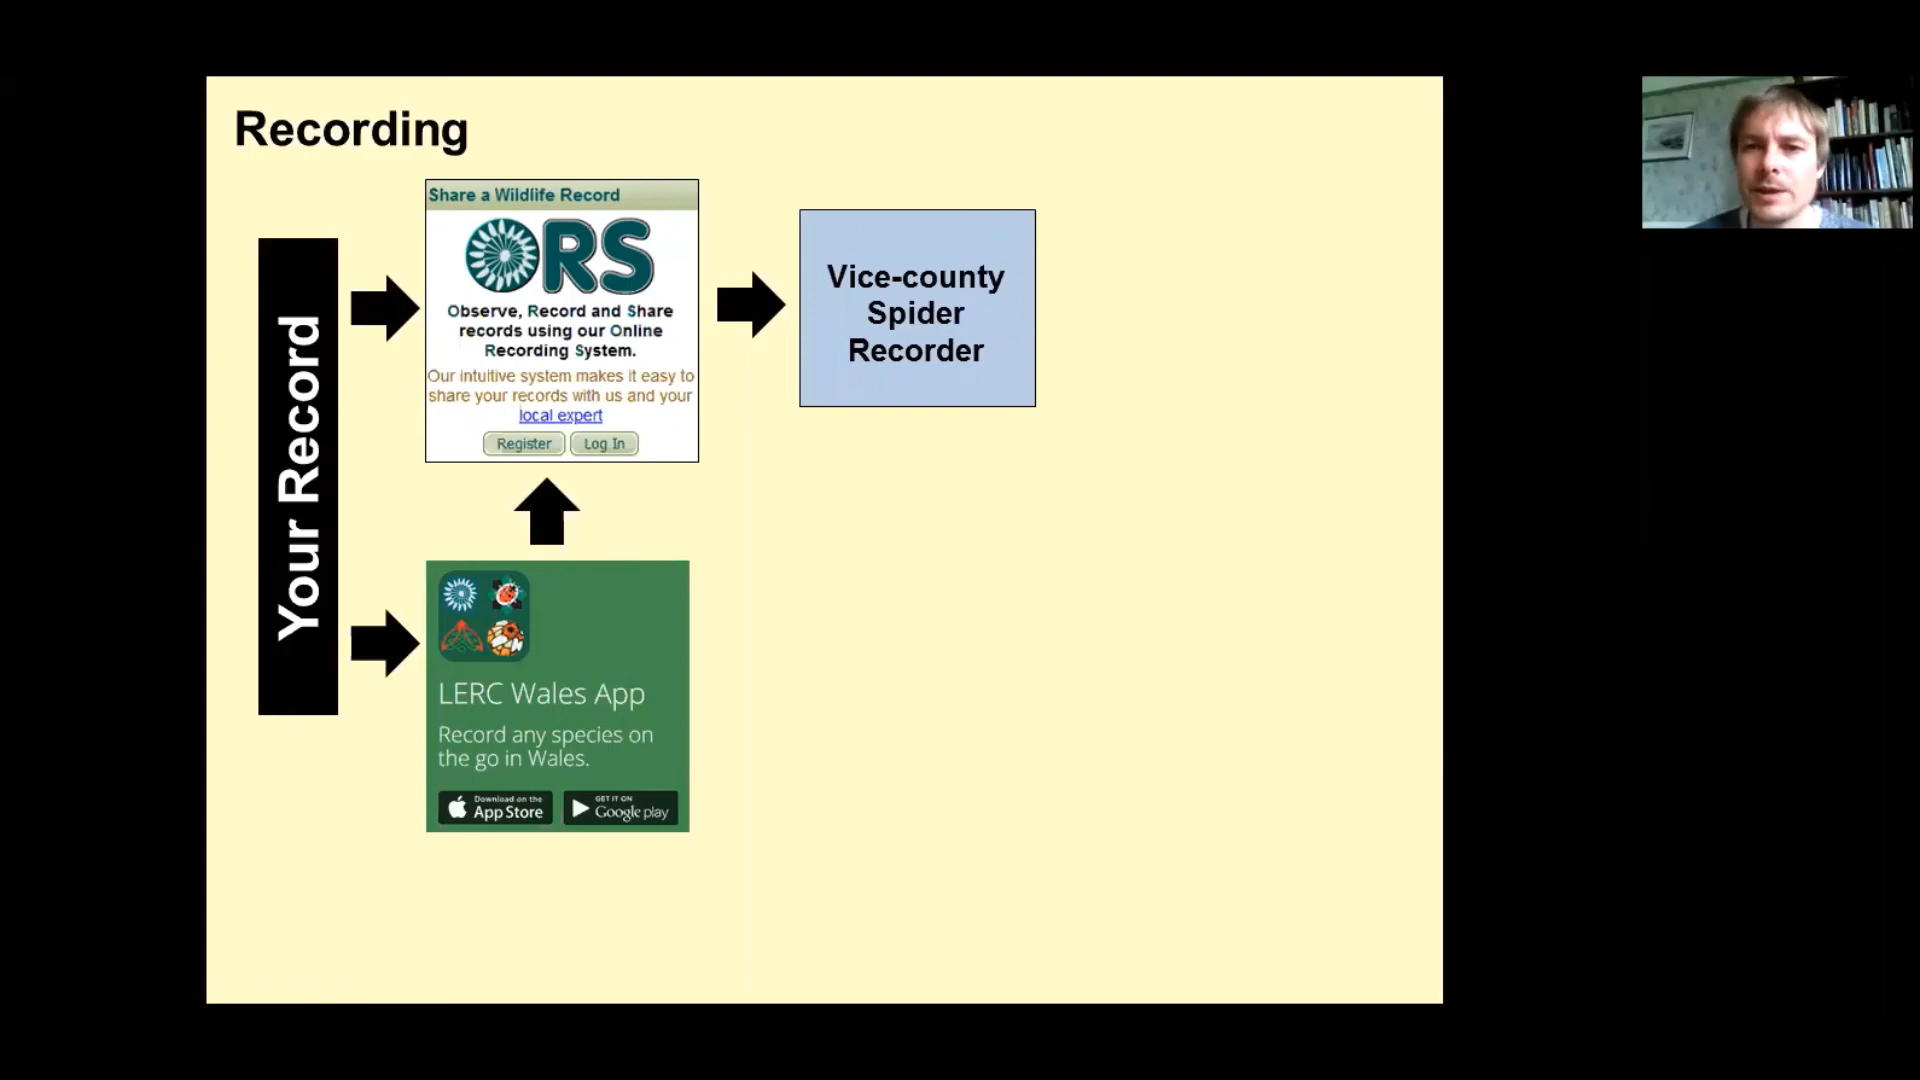 Recording
Your Record
Share a Wildlife Record
ORS
Observe, Record and Share
records using our Online
Recording System.
Our intuitive system makes it easy to
share your records with us and your
local expert
Register
Log In
Vice-county
Spider
Recorder
LERC Wales App
Record any species on
the go in Wales.
Download on the
App Store
GET IT ON
Google play